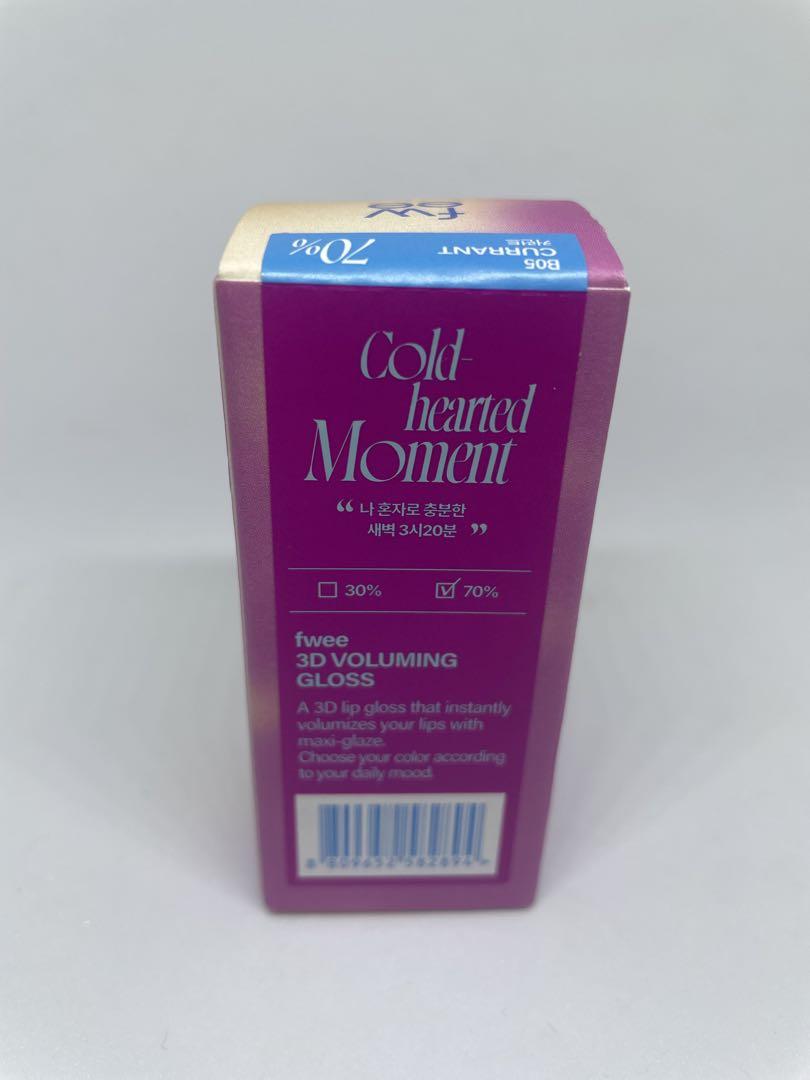 fwee
70%
B05
CURRANT
커런트
Cold-
hearted
Moment
“ 나 혼자로 충분한
새벽 3시20분 ”
☐ 30% ☑ 70%
fwee
3D VOLUMING
GLOSS
A 3D lip gloss that instantly
volumizes your lips with
maxi-glaze.
Choose your color according
to your daily mood.